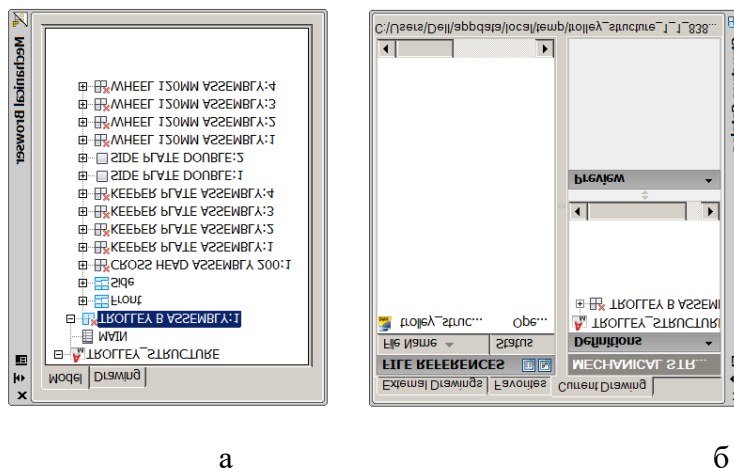 Mechanical Browser
Model
Drawing
TROLLEY_STRUCTURE
MAIN
TROLLEY B ASSEMBLY:1
Front
Side
CROSS HEAD ASSEMBLY 200:1
KEEPER PLATE ASSEMBLY:1
KEEPER PLATE ASSEMBLY:2
KEEPER PLATE ASSEMBLY:3
KEEPER PLATE ASSEMBLY:4
SIDE PLATE DOUBLE:1
SIDE PLATE DOUBLE:2
WHEEL 120MM ASSEMBLY:1
WHEEL 120MM ASSEMBLY:2
WHEEL 120MM ASSEMBLY:3
WHEEL 120MM ASSEMBLY:4
а
External Drawings
Favorites
Current Drawing
FILE REFERENCES
File Name
Status
trolley_struc...
Ope...
MECHANICAL STR...
Definitions
TROLLEY_STRUCTUR
TROLLEY B ASSEM
Preview
C:/Users/Dell/appdata/local/temp/trolley_structure_1_1_838...
б